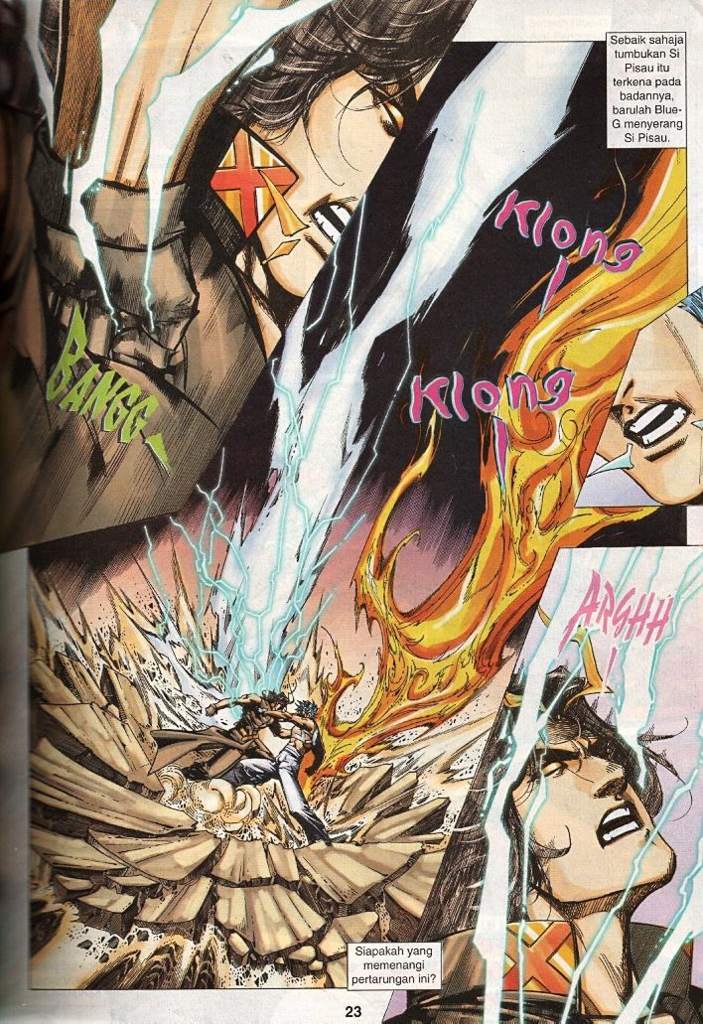 Sebaik sahaja
tumbukan Si
Pisau itu
terkena pada
badannya,
barulah Blue-
G menyerang
Si Pisau.
Klong
!
BANGG
Klong
!
ARGHH
!
Siapakah yang
memenangi
pertarungan ini?
23